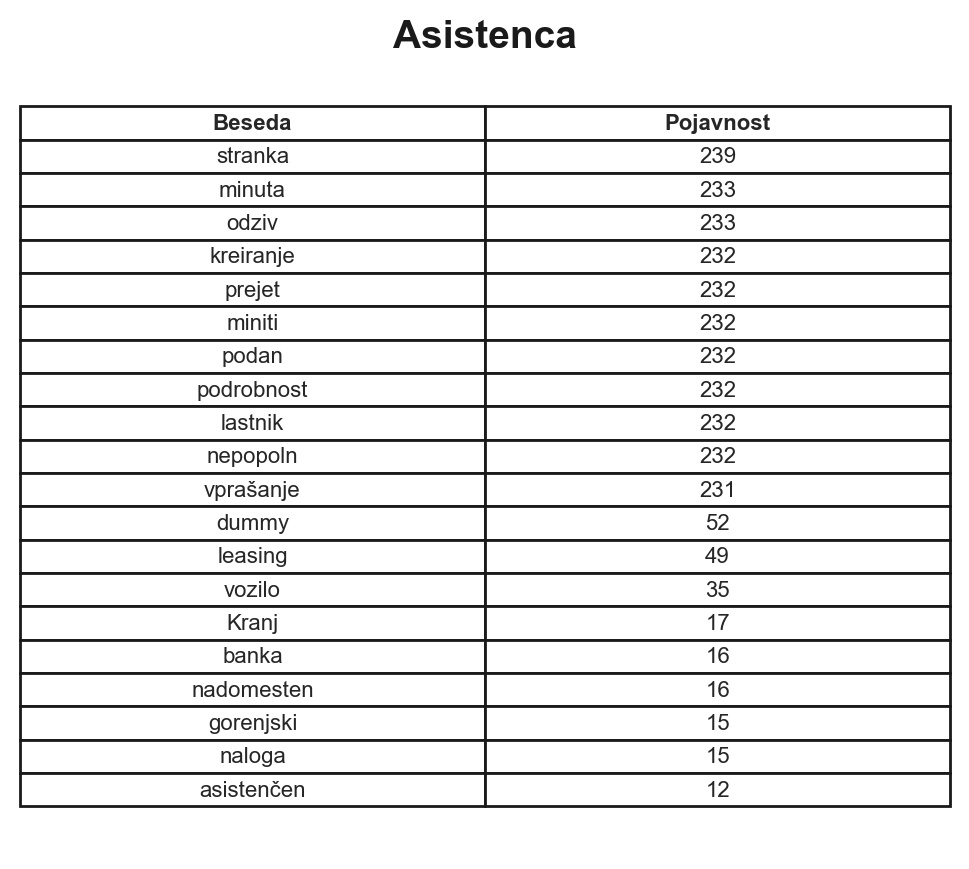 Asistenca
Beseda Pojavnost
stranka 239
minuta 233
odziv 233
kreiranje 232
prejet 232
miniti 232
podan 232
podrobnost 232
lastnik 232
nepopoln 232
vprašanje 231
dummy 52
leasing 49
vozilo 35
Kranj 17
banka 16
nadomesten 16
gorenjski 15
naloga 15
asistenčen 12